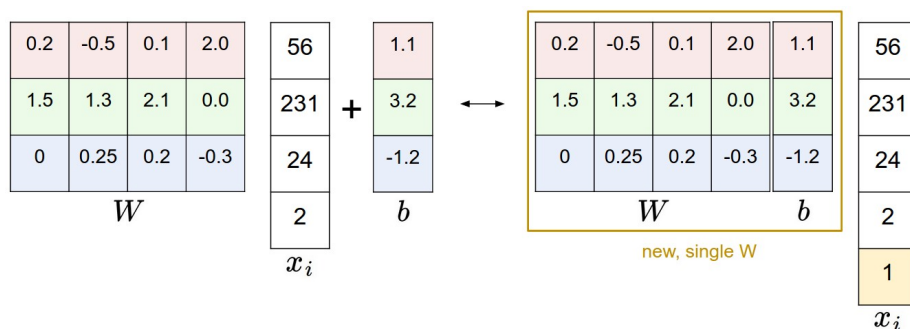 0.2 -0.5 0.1 2.0 56 1.1 0.2 -0.5 0.1 2.0 1.1 56
1.5 1.3 2.1 0.0 231 + 3.2 ↔ 1.5 1.3 2.1 0.0 3.2 231
0 0.25 0.2 -0.3 24 -1.2 0 0.25 0.2 -0.3 -1.2 24
W 2 b W b 2
new, single W
x_i 1
x_i